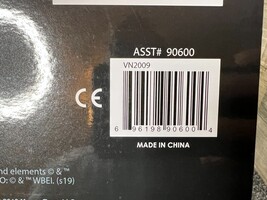 ASST# 90600
VN2009
CE
6 96198 90600 4
MADE IN CHINA
nd elements © & ™
O: © & ™ WBEI. (s19)